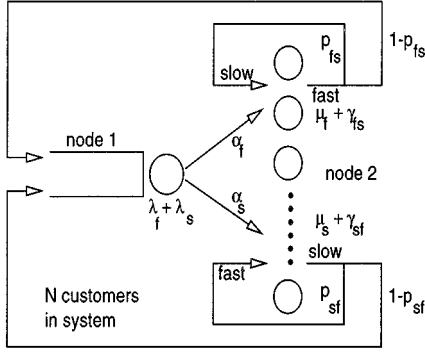 p_fs
1-p_fs
slow
fast
μ_f + γ_fs
node 1
α_f
node 2
λ_f + λ_s
α_s
μ_s + γ_sf
slow
fast
N customers
in system
p_sf
1-p_sf